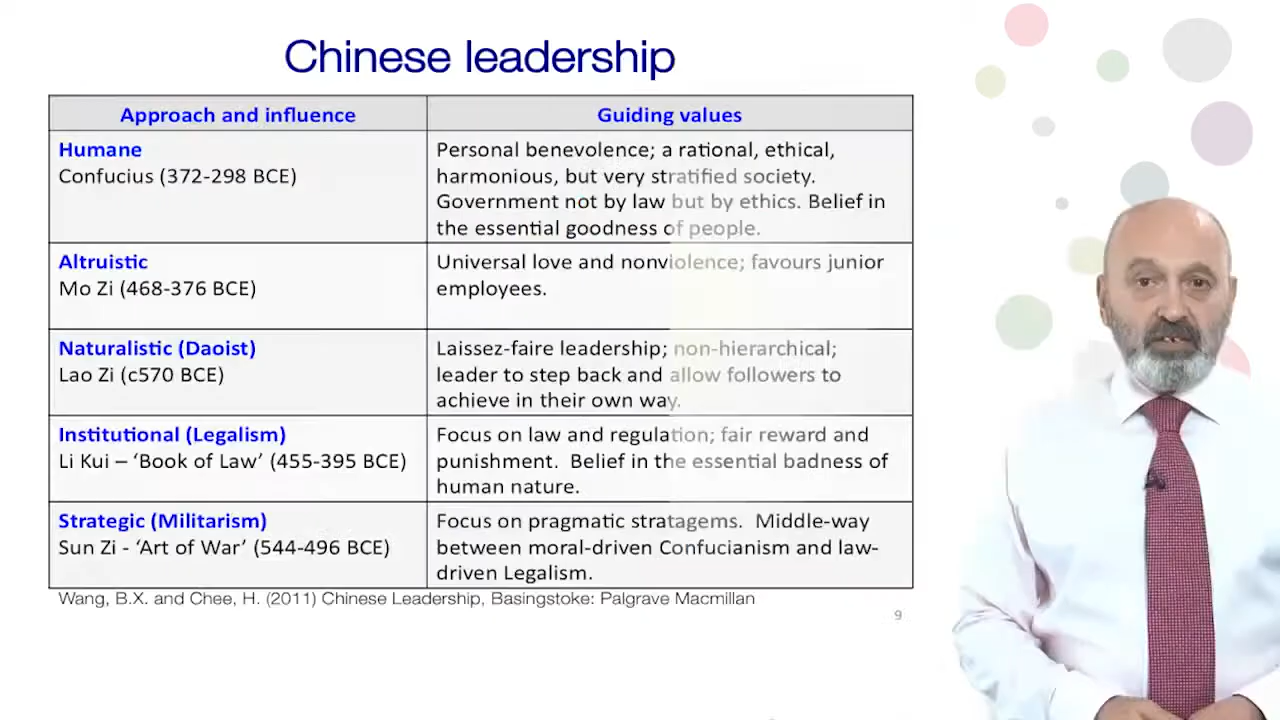 Chinese leadership
Approach and influence
Guiding values
Humane
Confucius (372-298 BCE)
Personal benevolence; a rational, ethical,
harmonious, but very stratified society.
Government not by law but by ethics. Belief in
the essential goodness of people.
Altruistic
Mo Zi (468-376 BCE)
Universal love and nonviolence; favours junior
employees.
Naturalistic (Daoist)
Lao Zi (c570 BCE)
Laissez-faire leadership; non-hierarchical;
leader to step back and allow followers to
achieve in their own way.
Institutional (Legalism)
Li Kui – ‘Book of Law’ (455-395 BCE)
Focus on law and regulation; fair reward and
punishment.  Belief in the essential badness of
human nature.
Strategic (Militarism)
Sun Zi - ‘Art of War’ (544-496 BCE)
Focus on pragmatic stratagems.  Middle-way
between moral-driven Confucianism and law-
driven Legalism.
Wang, B.X. and Chee, H. (2011) Chinese Leadership, Basingstoke: Palgrave Macmillan
9